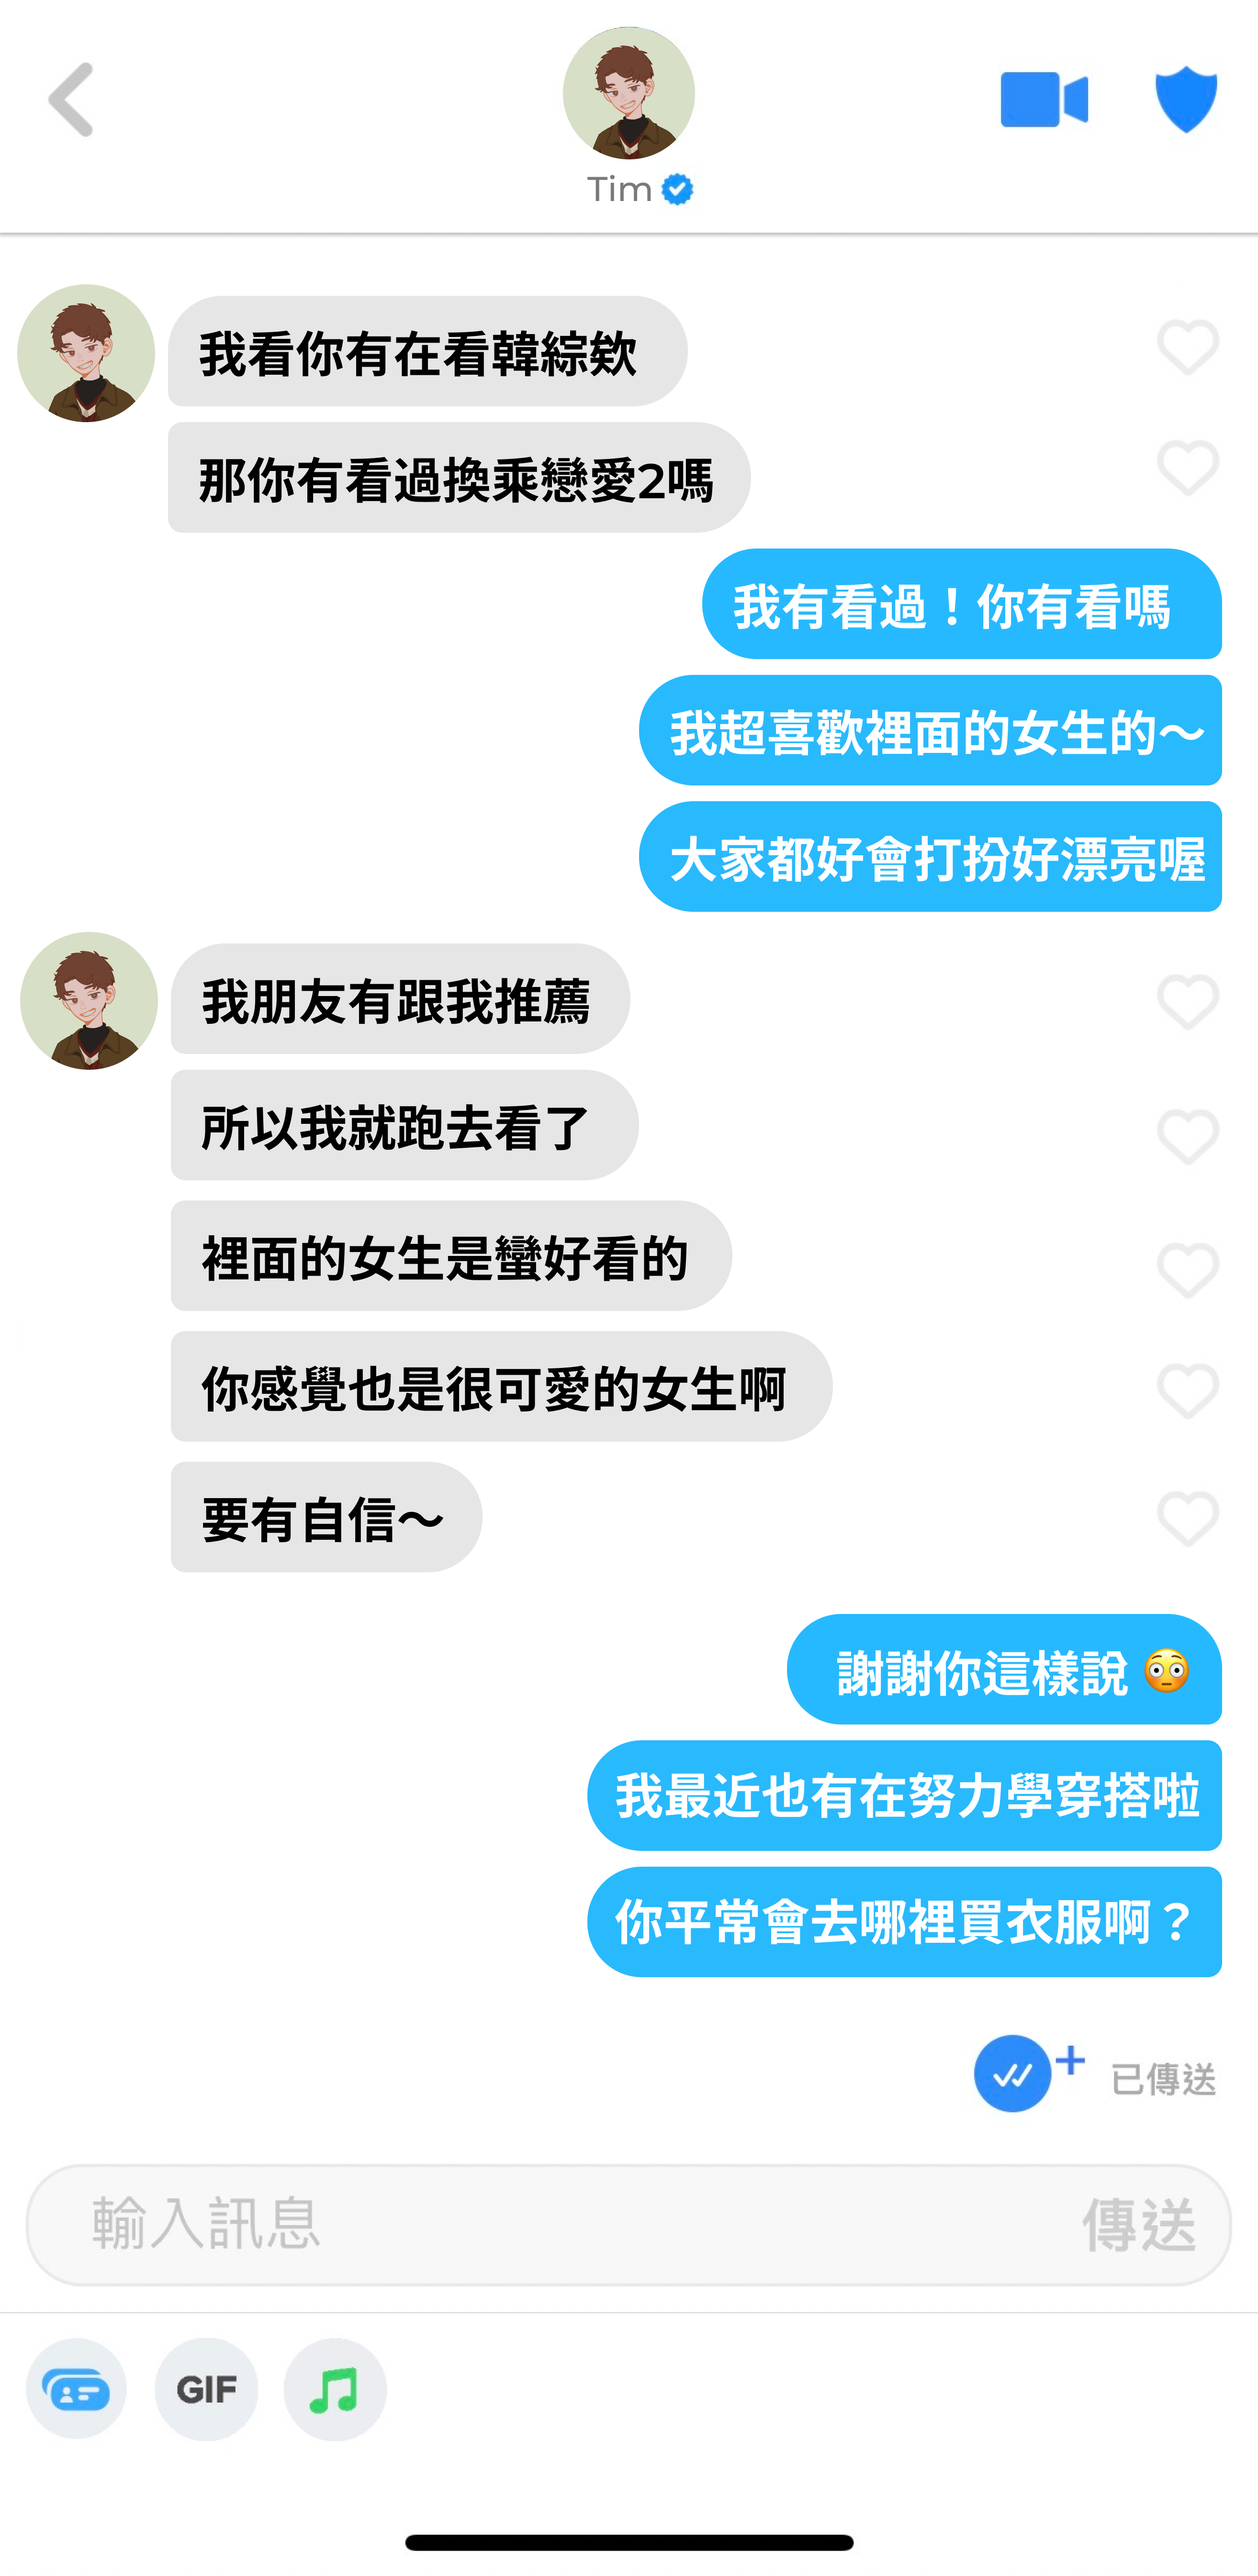 Tim
我看你有在看韓綜欸
那你有看過換乘戀愛2嗎
我有看過！你有看嗎
我超喜歡裡面的女生的～
大家都好會打扮好漂亮喔
我朋友有跟我推薦
所以我就跑去看了
裡面的女生是蠻好看的
你感覺也是很可愛的女生啊
要有自信～
謝謝你這樣說 😳
我最近也有在努力學穿搭啦
你平常會去哪裡買衣服啊？
已傳送
輸入訊息 傳送
GIF